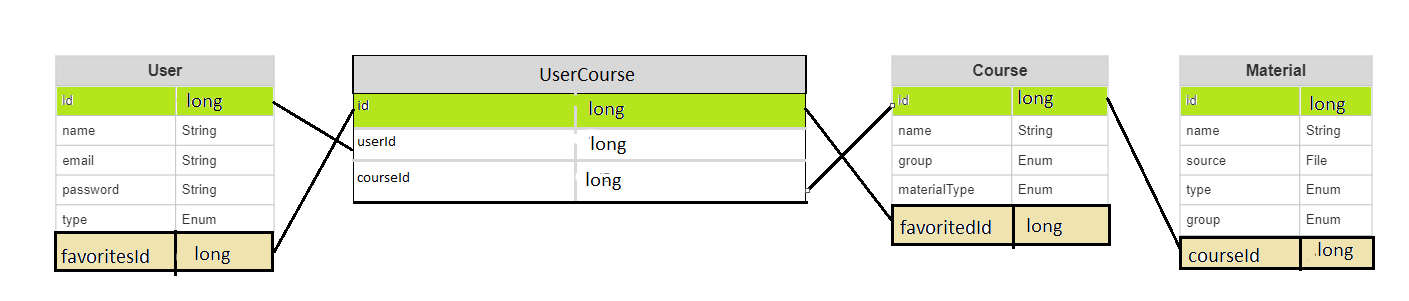 User
id long
name String
email String
password String
type Enum
favoritesId long
UserCourse
id long
userId long
courseId long
Course
id long
name String
group Enum
materialType Enum
favoritedId long
Material
id long
name String
source File
type Enum
group Enum
courseId long